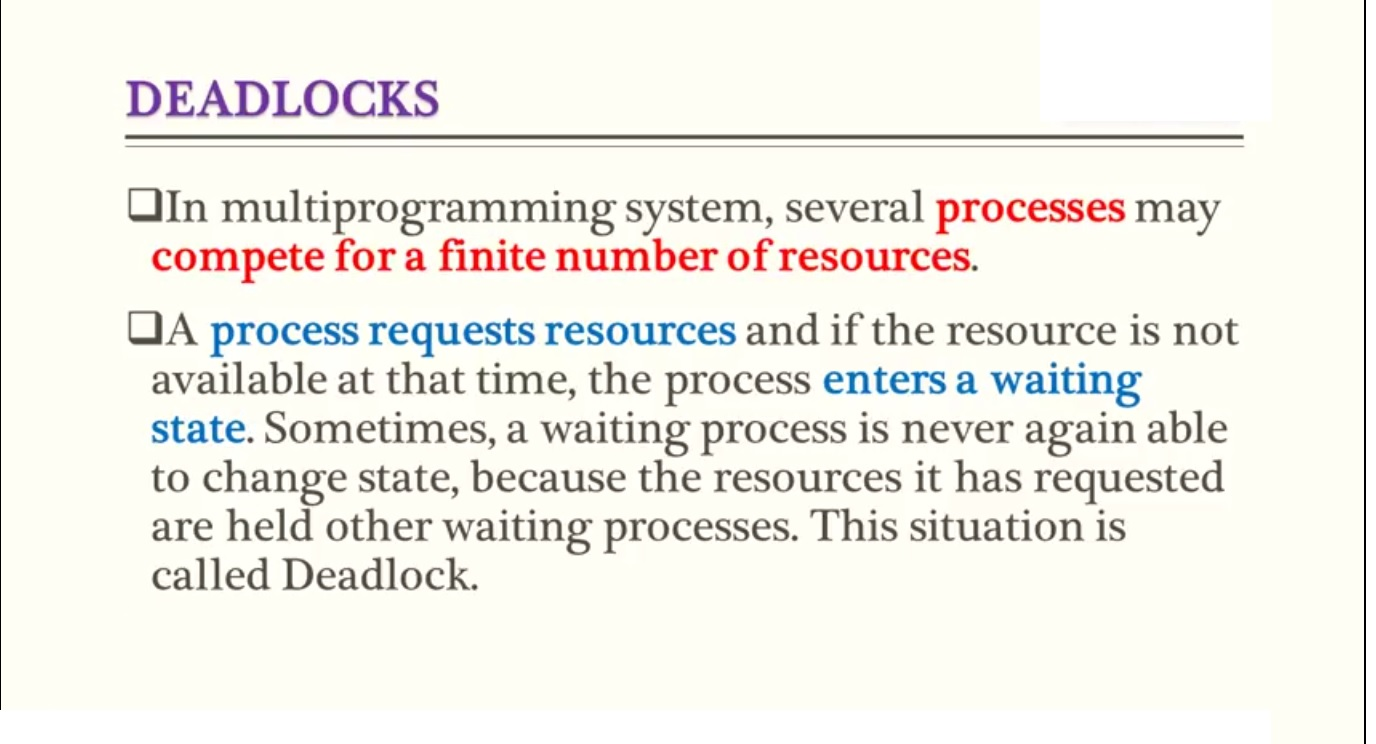 DEADLOCKS
❑In multiprogramming system, several processes may
compete for a finite number of resources.
❑A process requests resources and if the resource is not
available at that time, the process enters a waiting
state. Sometimes, a waiting process is never again able
to change state, because the resources it has requested
are held other waiting processes. This situation is
called Deadlock.